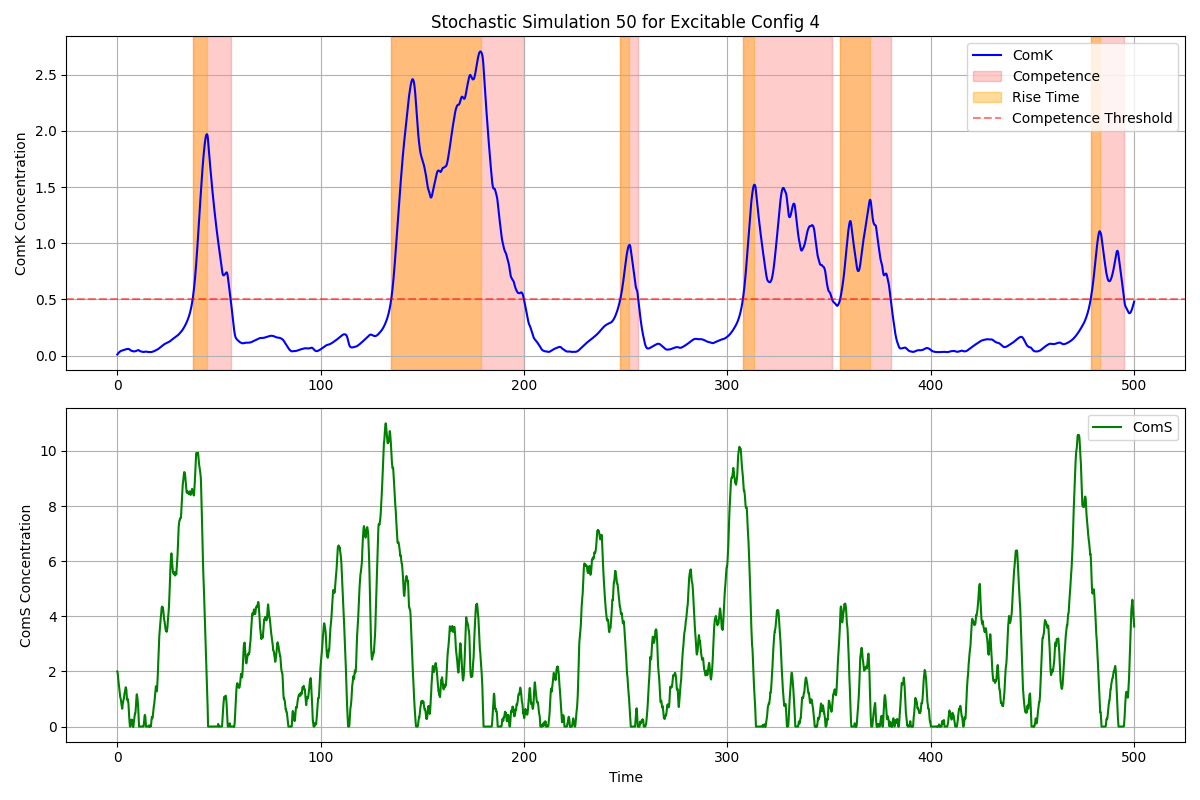 Stochastic Simulation 50 for Excitable Config 4
ComK Concentration
2.5
2.0
1.5
1.0
0.5
0.0
ComK
Competence
Rise Time
Competence Threshold
0 100 200 300 400 500
ComS Concentration
10
8
6
4
2
0
ComS
0 100 200 300 400 500
Time